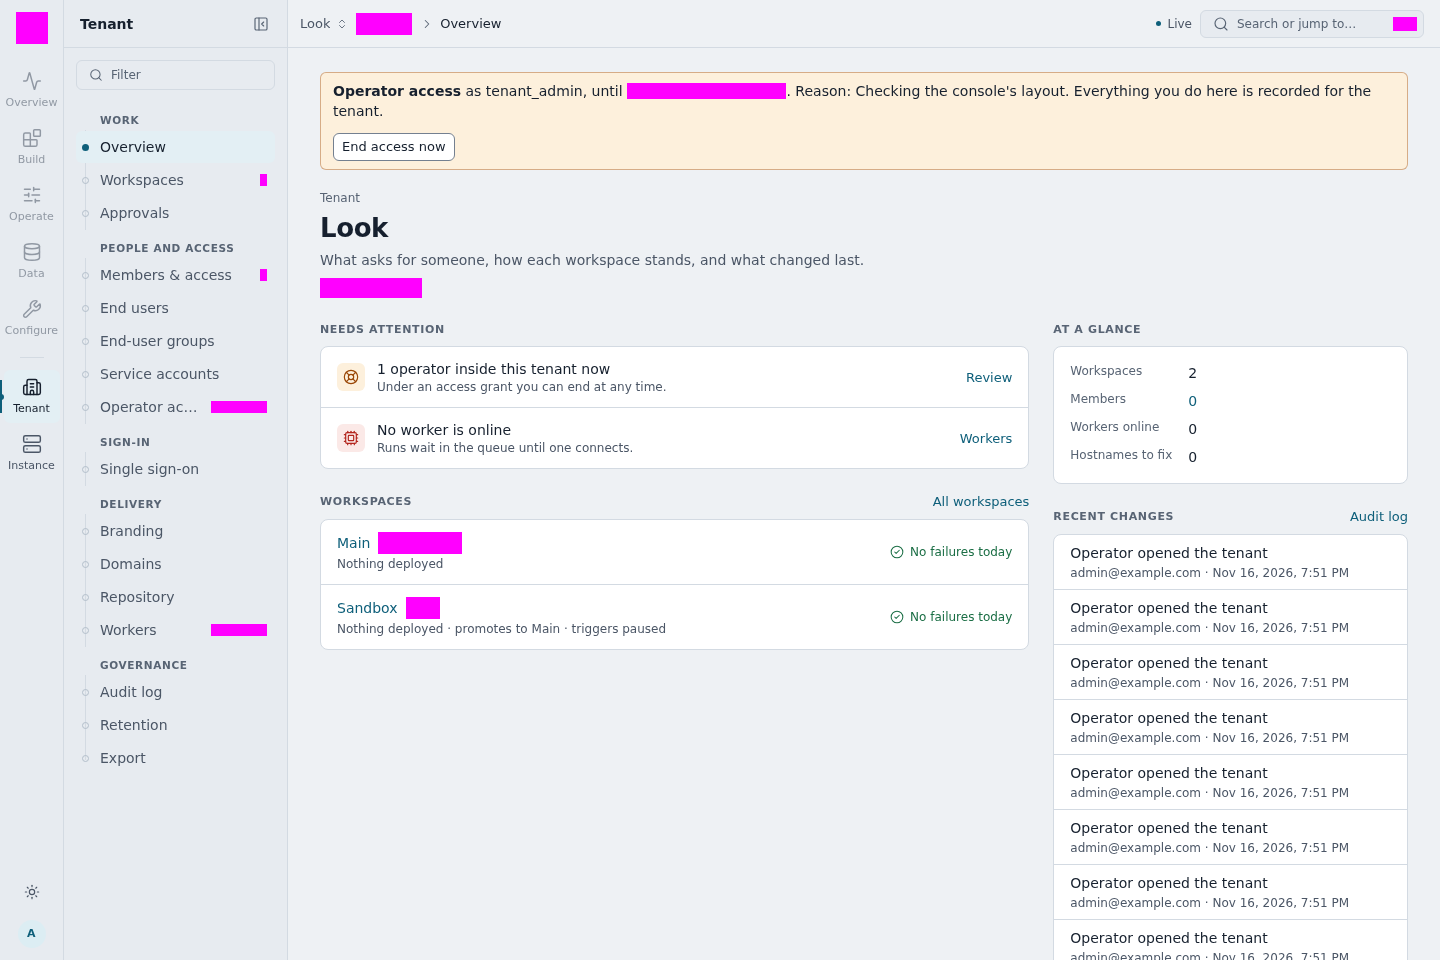 Tenant
Look
Overview
Live
Search or jump to…
Overview
Build
Operate
Data
Configure
Tenant
Instance
A
Filter
WORK
Overview
Workspaces
Approvals
PEOPLE AND ACCESS
Members & access
End users
End-user groups
Service accounts
Operator ac…
SIGN-IN
Single sign-on
DELIVERY
Branding
Domains
Repository
Workers
GOVERNANCE
Audit log
Retention
Export
Operator access as tenant_admin, until . Reason: Checking the console's layout. Everything you do here is recorded for the
tenant.
End access now
Tenant
Look
What asks for someone, how each workspace stands, and what changed last.
NEEDS ATTENTION
1 operator inside this tenant now
Under an access grant you can end at any time.
Review
No worker is online
Runs wait in the queue until one connects.
Workers
WORKSPACES
All workspaces
Main
Nothing deployed
No failures today
Sandbox
Nothing deployed · promotes to Main · triggers paused
No failures today
AT A GLANCE
Workspaces 2
Members 0
Workers online 0
Hostnames to fix 0
RECENT CHANGES
Audit log
Operator opened the tenant
admin@example.com · Nov 16, 2026, 7:51 PM
Operator opened the tenant
admin@example.com · Nov 16, 2026, 7:51 PM
Operator opened the tenant
admin@example.com · Nov 16, 2026, 7:51 PM
Operator opened the tenant
admin@example.com · Nov 16, 2026, 7:51 PM
Operator opened the tenant
admin@example.com · Nov 16, 2026, 7:51 PM
Operator opened the tenant
admin@example.com · Nov 16, 2026, 7:51 PM
Operator opened the tenant
admin@example.com · Nov 16, 2026, 7:51 PM
Operator opened the tenant
admin@example.com · Nov 16, 2026, 7:51 PM